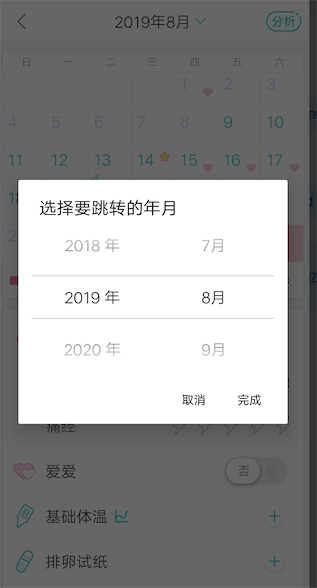 2019年8月
分析
日 一 二 三 四 五 六
1 2 3
4 5 6 7 8 9 10
11 12 13 14 15 16 17
选择要跳转的年月
2018 年 7月
2019 年 8月
2020 年 9月
取消 完成
痛经
爱爱
否 是
基础体温
排卵试纸